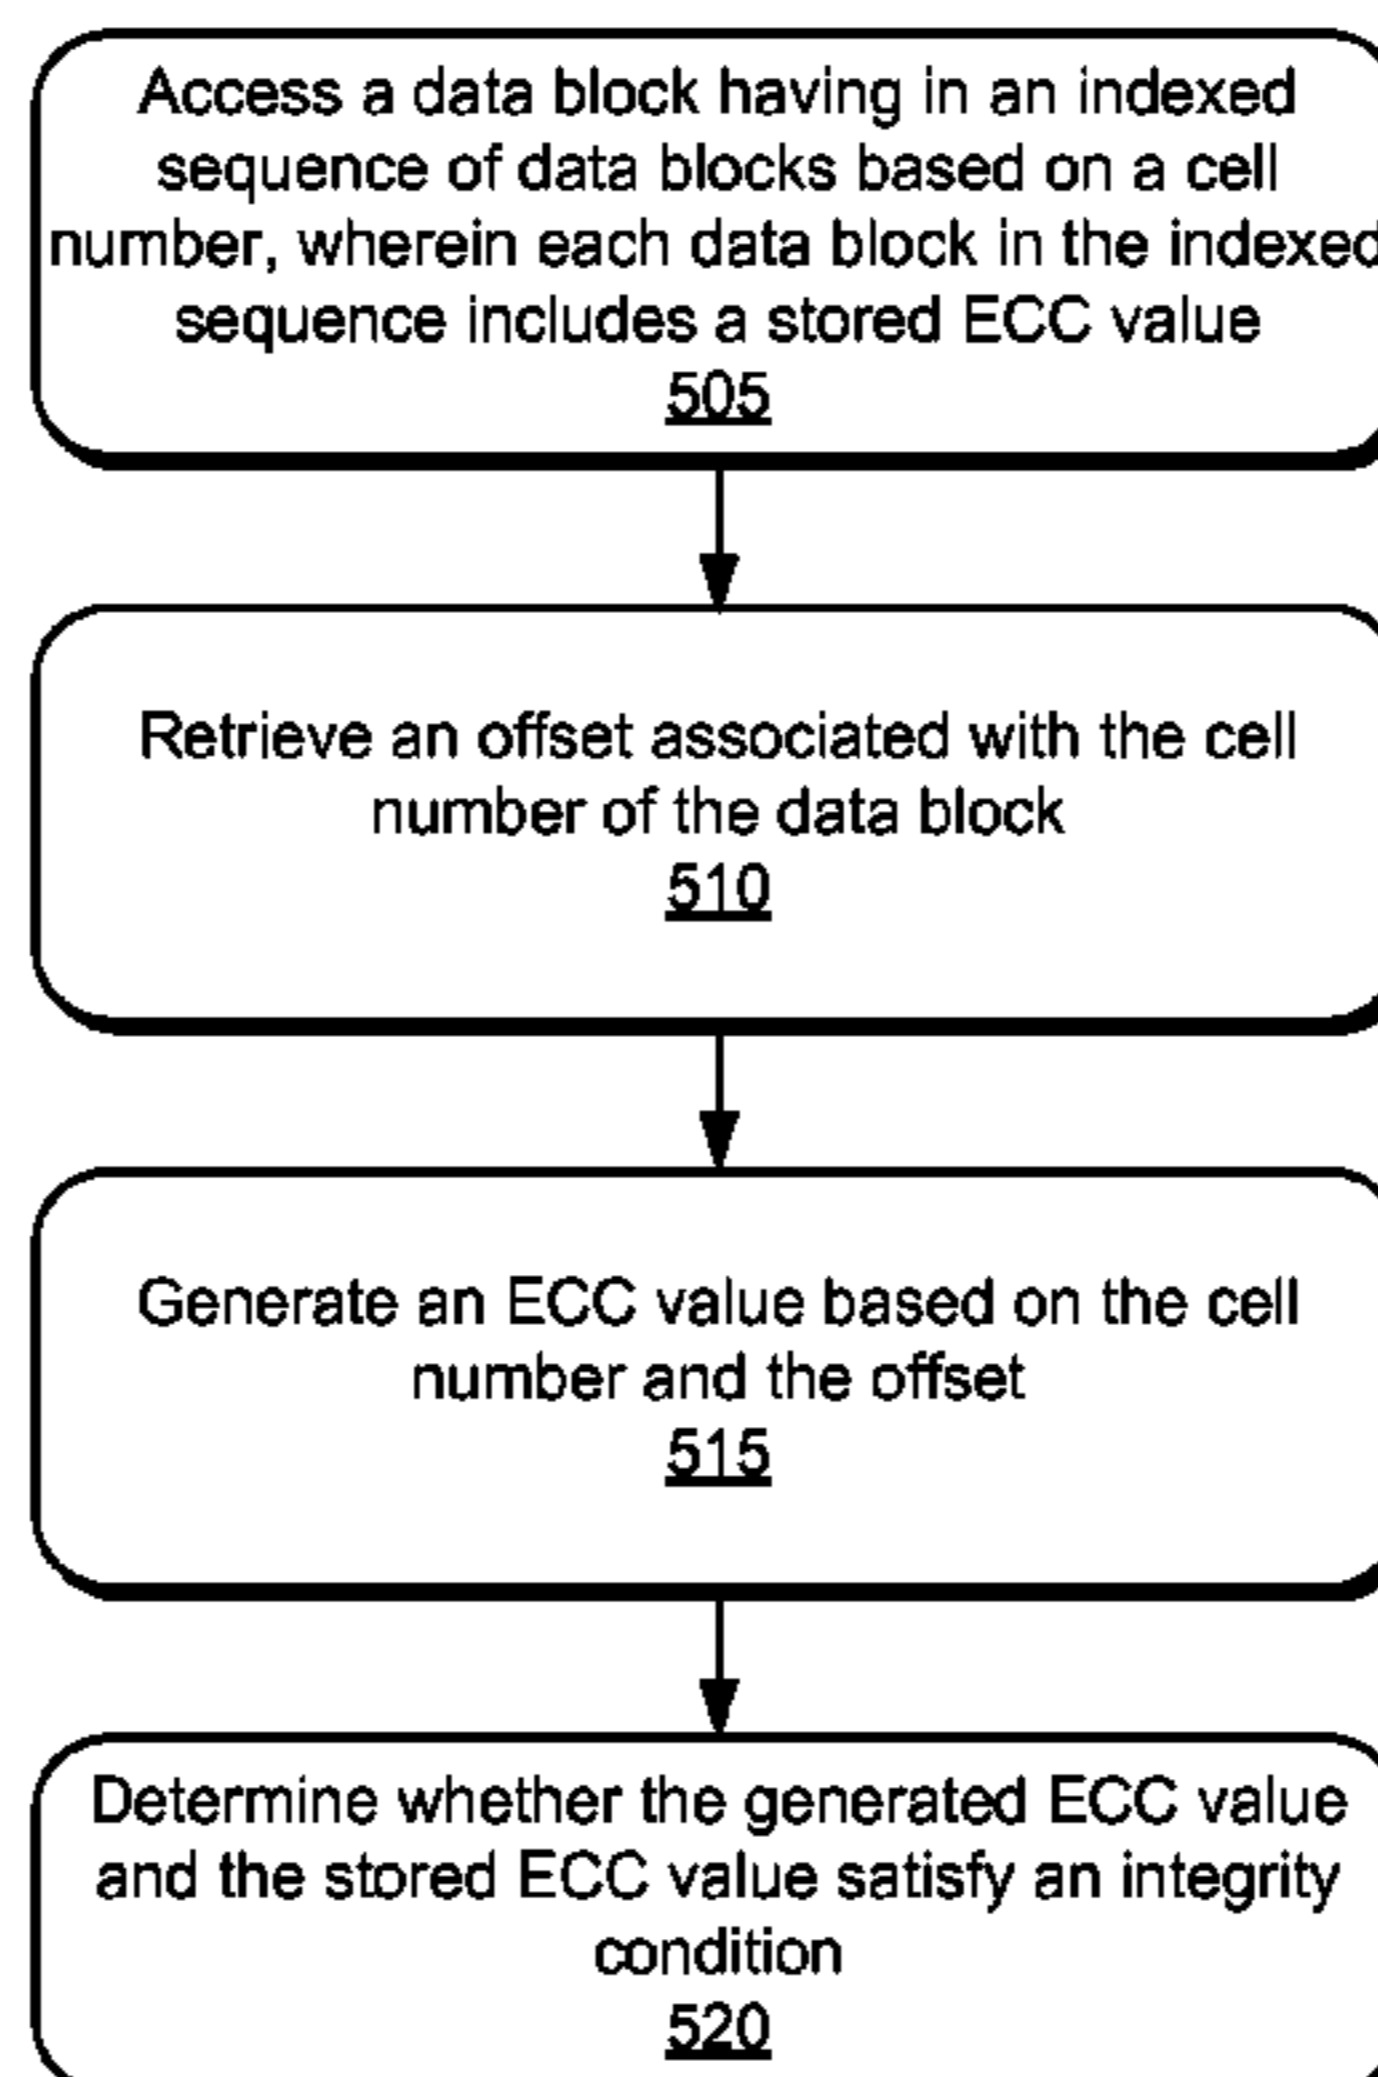 Access a data block having in an indexed
sequence of data blocks based on a cell
number, wherein each data block in the indexed
sequence includes a stored ECC value
505
Retrieve an offset associated with the cell
number of the data block
510
Generate an ECC value based on the cell
number and the offset
515
Determine whether the generated ECC value
and the stored ECC value satisfy an integrity
condition
520